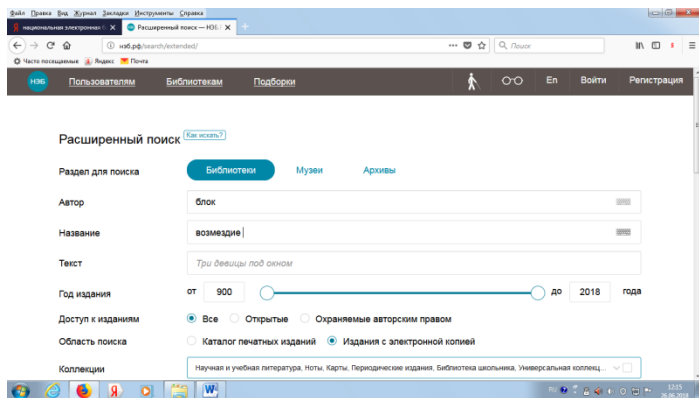 Файл Правка Вид Журнал Закладки Инструменты Справка
национальная электронная б Расширенный поиск — НЭБ
нэб.рф/search/extended/ Поиск
Часто посещаемые Яндекс Почта
НЭБ Пользователям Библиотекам Подборки En Войти Регистрация
Расширенный поиск Как искать?
Раздел для поиска Библиотеки Музеи Архивы
Автор блок
Название возмездие
Текст Три девицы под окном
Год издания от 900 до 2018 года
Доступ к изданиям Все Открытые Охраняемые авторским правом
Область поиска Каталог печатных изданий Издания с электронной копией
Коллекции Научная и учебная литература, Ноты, Карты, Периодические издания, Библиотека школьника, Универсальная коллекц...
RU 12:15
26.06.2018